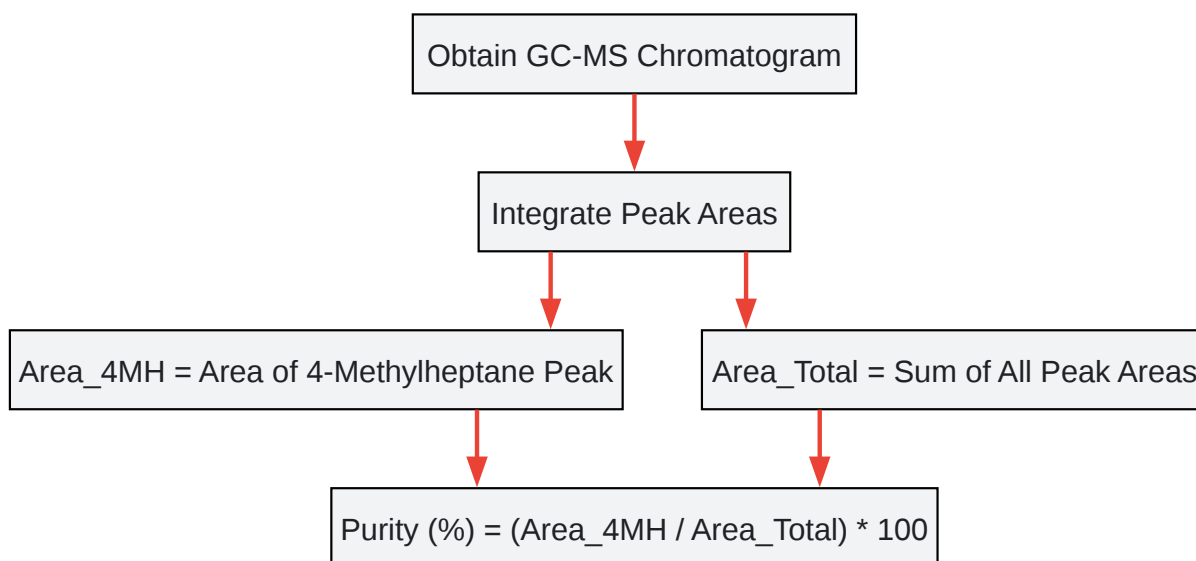 Obtain GC-MS Chromatogram
Integrate Peak Areas
Area_4MH = Area of 4-Methylheptane Peak
Area_Total = Sum of All Peak Areas
Purity (%) = (Area_4MH / Area_Total) * 100